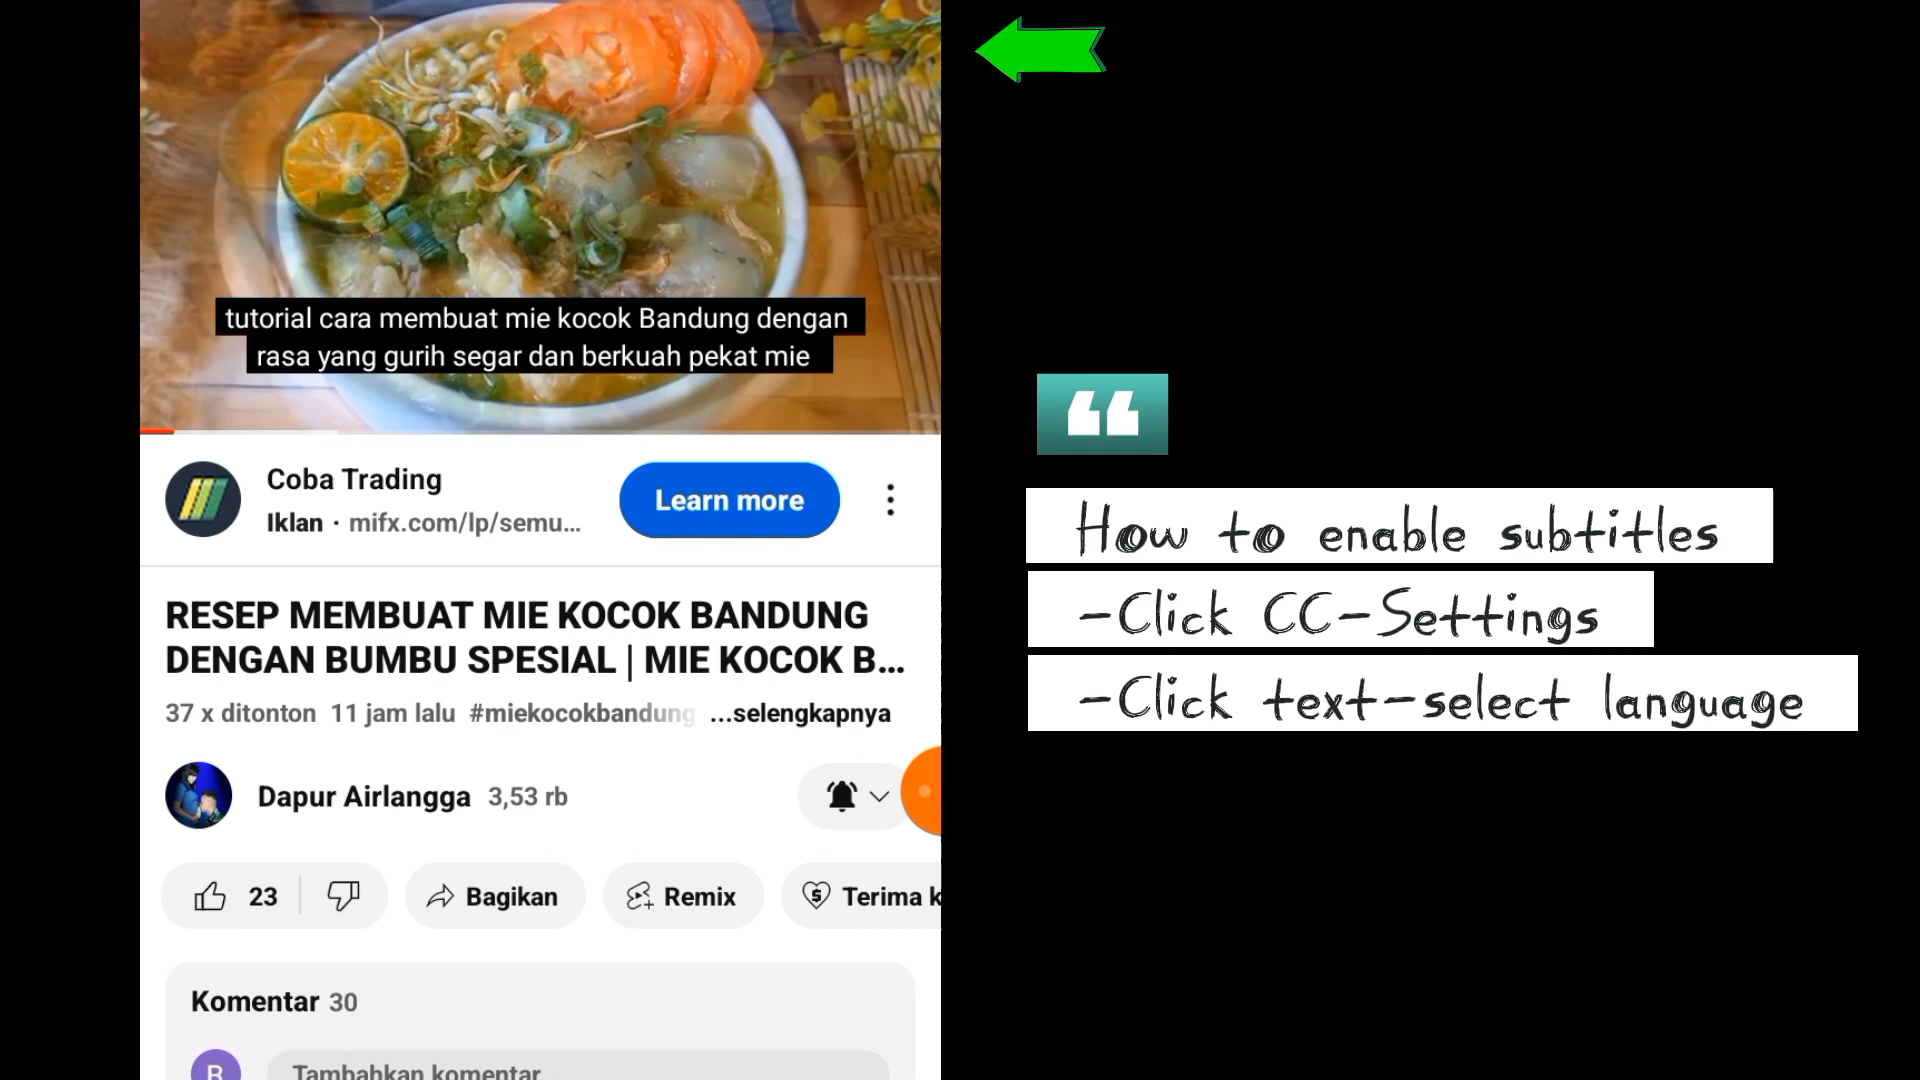 tutorial cara membuat mie kocok Bandung dengan
rasa yang gurih segar dan berkuah pekat mie
Coba Trading
Iklan · mifx.com/lp/semu...
Learn more
RESEP MEMBUAT MIE KOCOK BANDUNG
DENGAN BUMBU SPESIAL | MIE KOCOK B...
37 x ditonton 11 jam lalu #miekocokbandung ...selengkapnya
Dapur Airlangga 3,53 rb
23
Bagikan
Remix
Terima k
Komentar 30
R
Tambahkan komentar...
How to enable subtitles
-Click CC-Settings
-Click text-select language